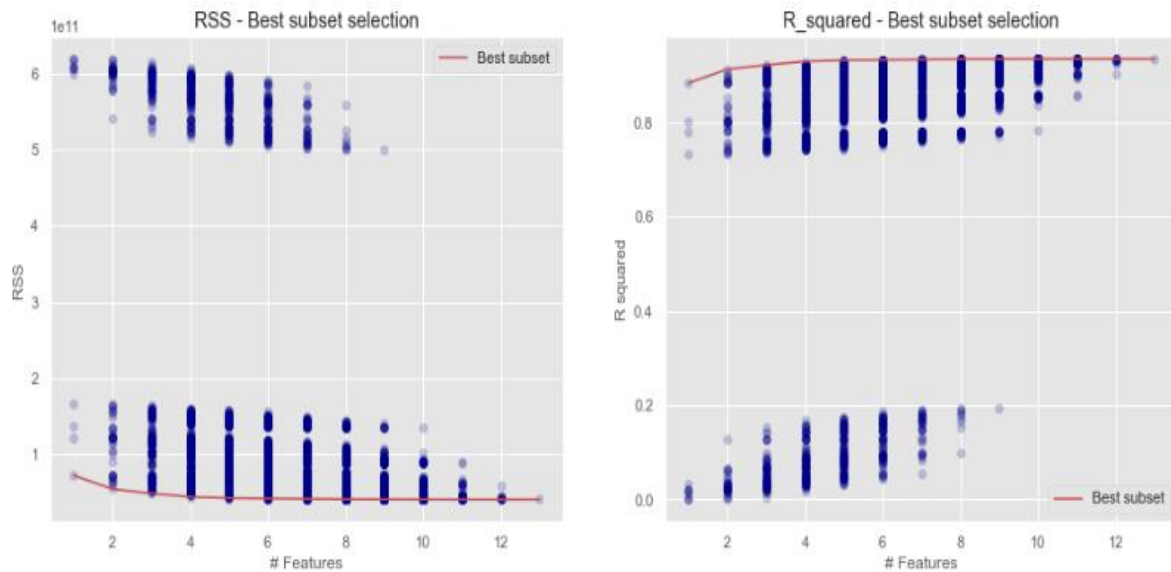 RSS - Best subset selection
1e11
6
5
4
3
2
1
RSS
2 4 6 8 10 12
# Features
Best subset
R_squared - Best subset selection
0.8
0.6
0.4
0.2
0.0
R squared
2 4 6 8 10 12
# Features
Best subset